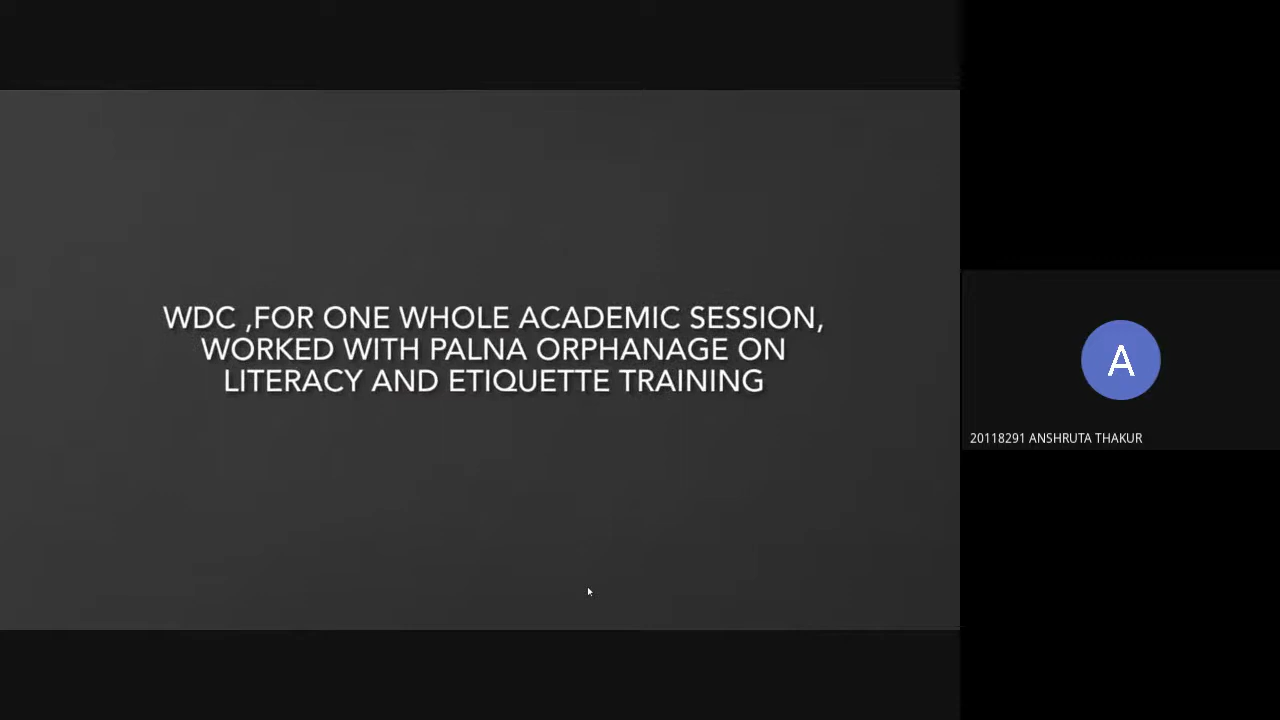 WDC ,FOR ONE WHOLE ACADEMIC SESSION,
WORKED WITH PALNA ORPHANAGE ON
LITERACY AND ETIQUETTE TRAINING
A
20118291 ANSHRUTA THAKUR